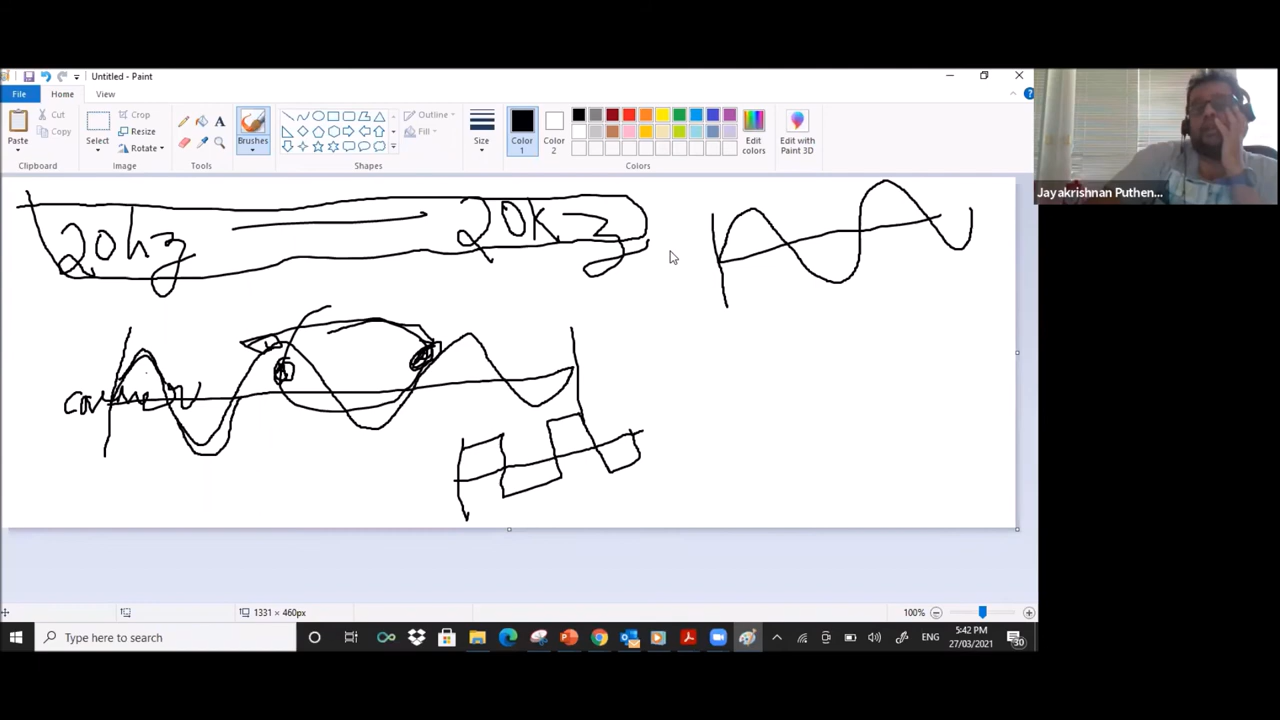 Untitled - Paint
File
Home
View
Paste
Cut
Copy
Clipboard
Select
Crop
Resize
Rotate
Image
Tools
Brushes
Outline
Fill
Shapes
Size
Color 1
Color 2
Edit colors
Colors
Edit with Paint 3D
Jayakrishnan Puthen...
20hz
20Kz
1331 × 460px
100%
Type here to search
ENG
5:42 PM
27/03/2021
30